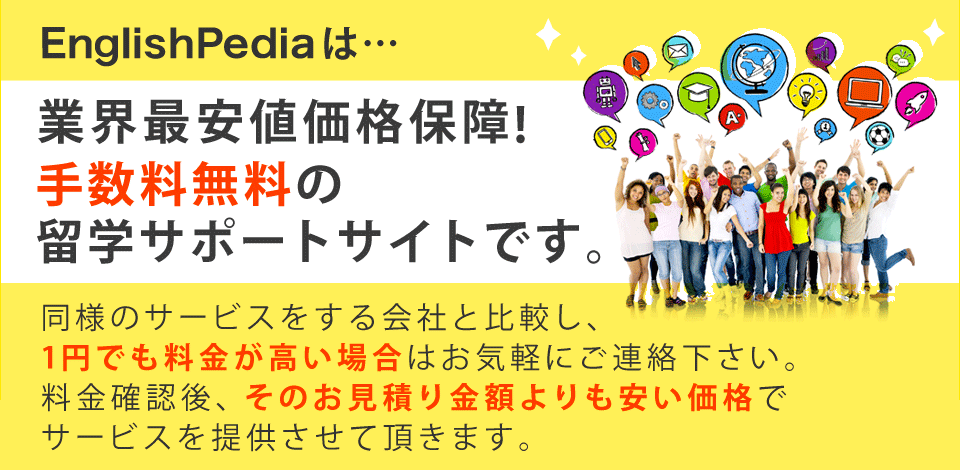 EnglishPediaは…
業界最安値価格保障!
手数料無料の
留学サポートサイトです。
同様のサービスをする会社と比較し、
1円でも料金が高い場合はお気軽にご連絡下さい。
料金確認後、そのお見積り金額よりも安い価格で
サービスを提供させて頂きます。
A+